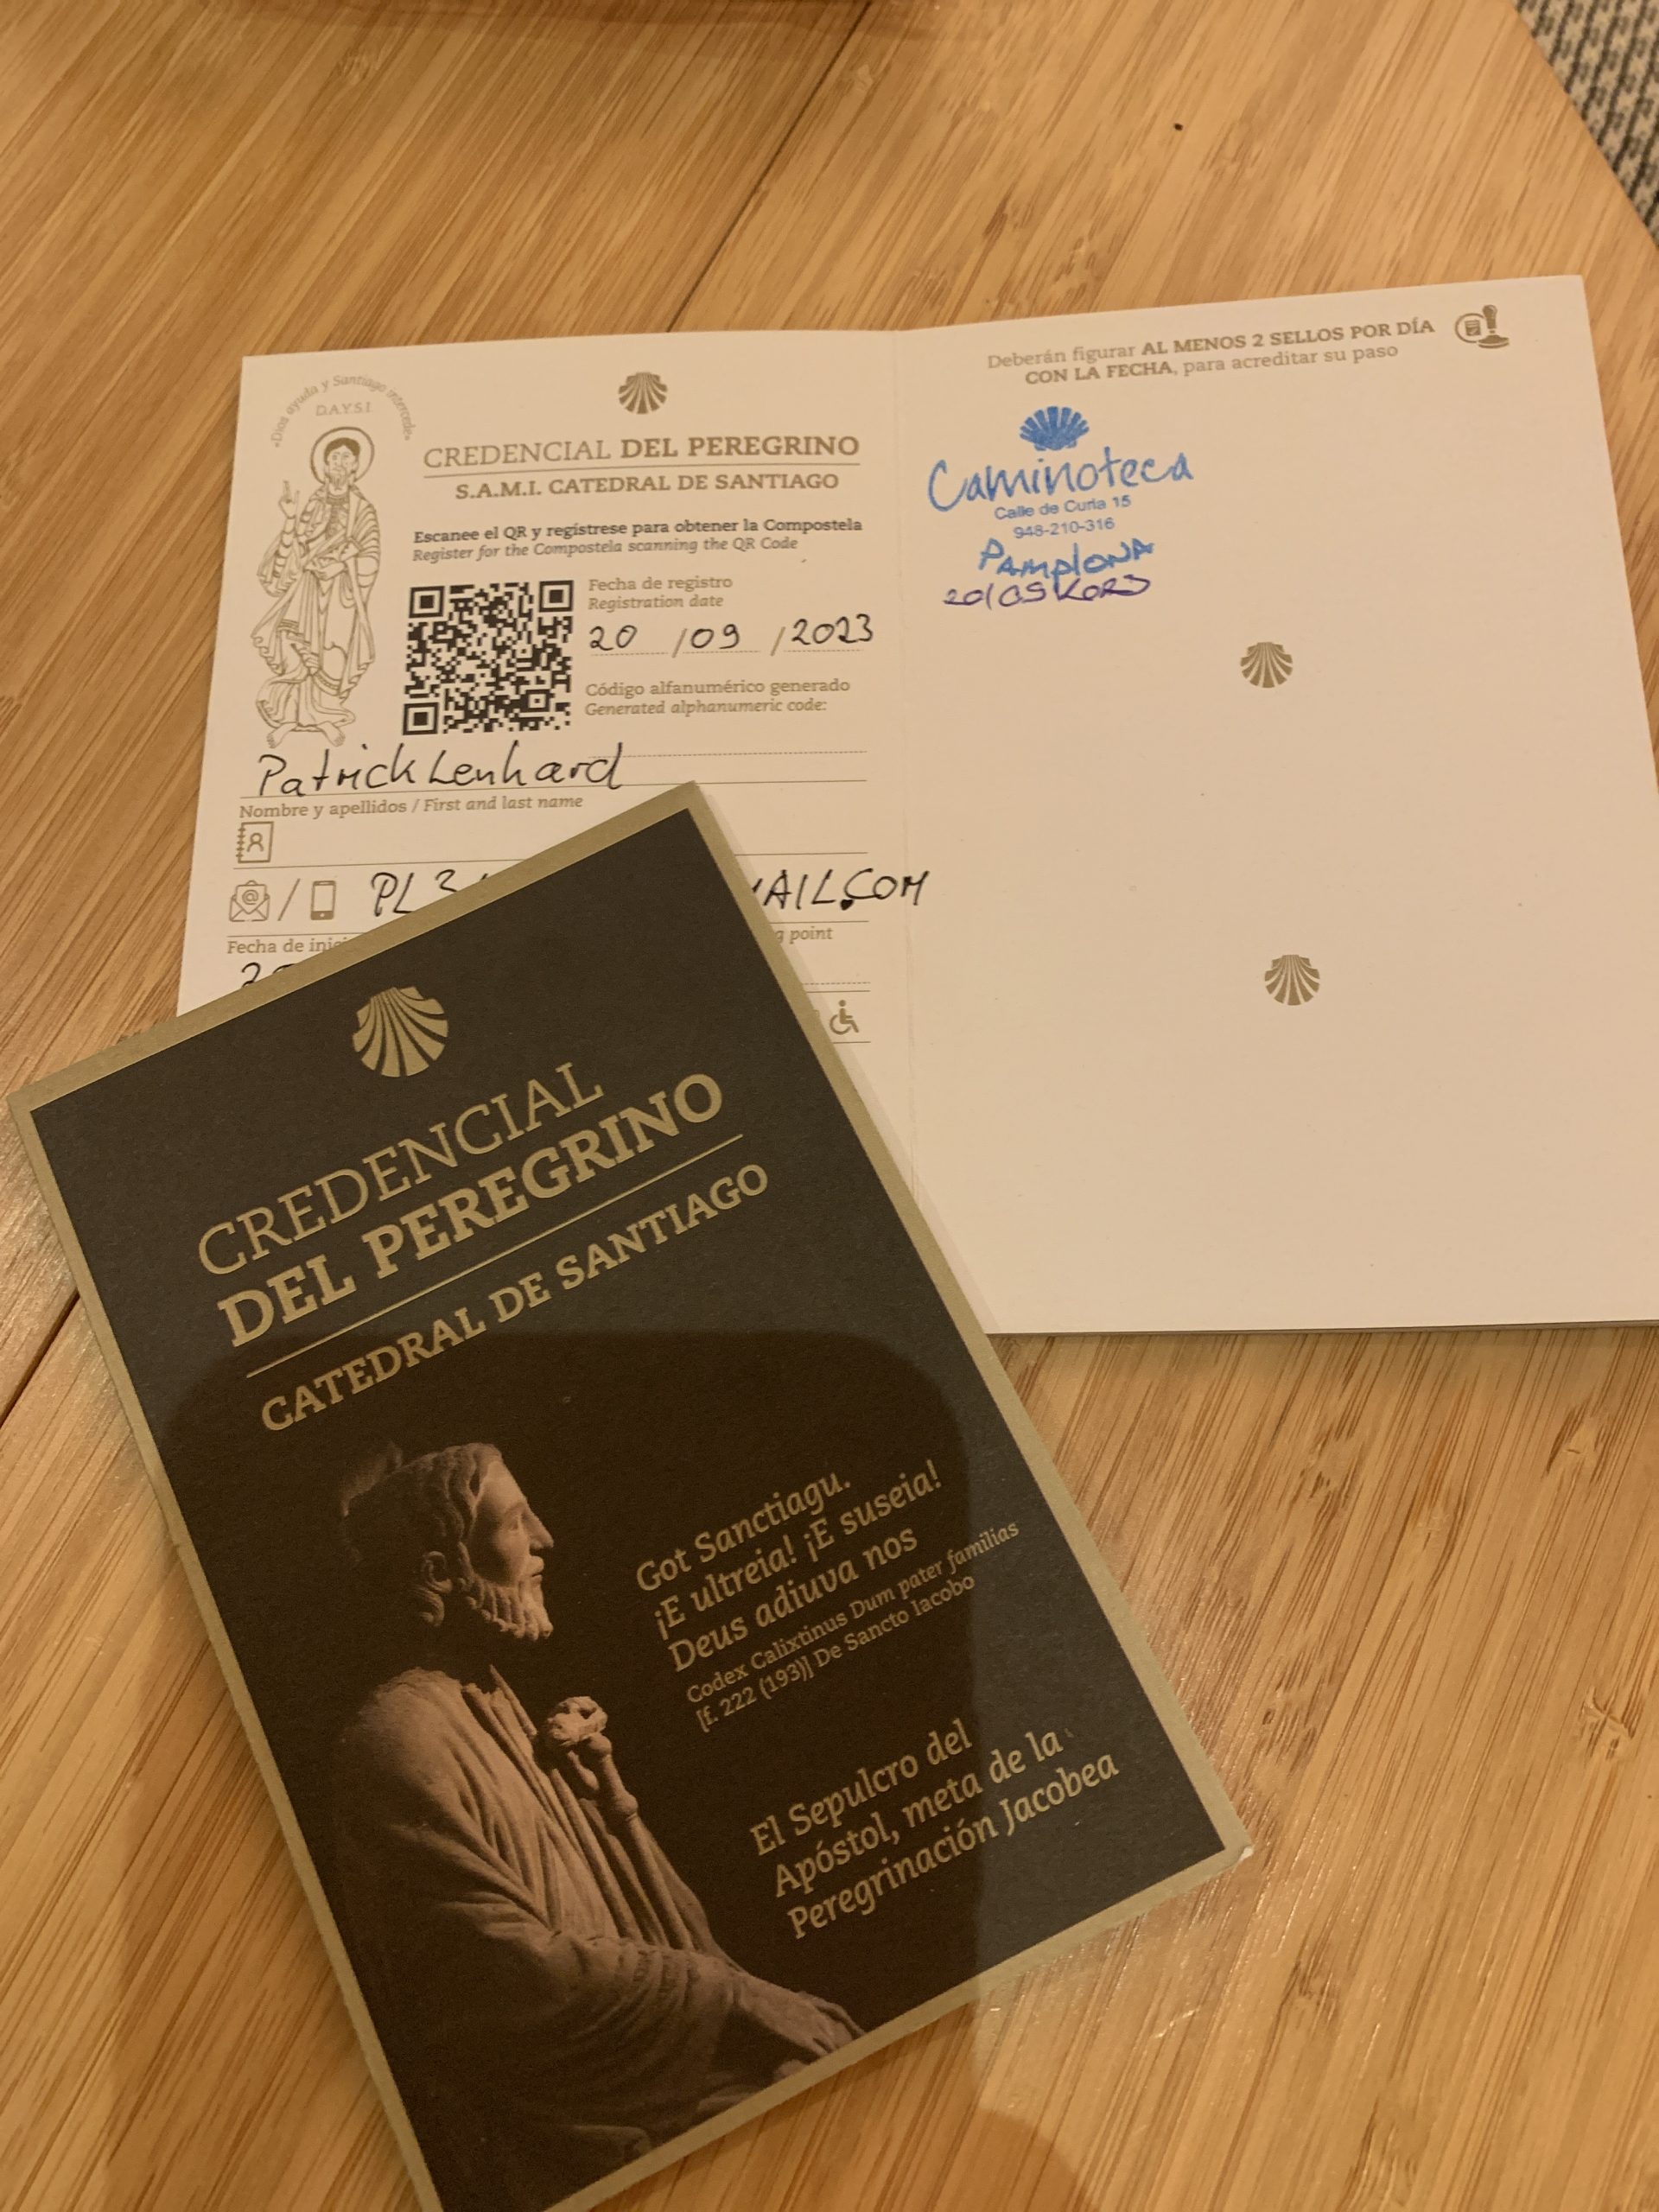 «Dios ayuda y Santiago intercede»
D.A.Y.S.I.
CREDENCIAL DEL PEREGRINO
S.A.M.I. CATEDRAL DE SANTIAGO
Escanee el QR y regístrese para obtener la Compostela
Register for the Compostela scanning the QR Code
Fecha de registro
Registration date
20 /09 /2023
Código alfanumérico generado
Generated alphanumeric code:
Patrick Lenhard
Nombre y apellidos / First and last name
@ / PL3 AIL.COM
Fecha de point
Deberán figurar AL MENOS 2 SELLOS POR DÍA
CON LA FECHA, para acreditar su paso
Caminoteca
Calle de Curia 15
948-210-316
Pamplona
CREDENCIAL
DEL PEREGRINO
CATEDRAL DE SANTIAGO
Got Sanctiagu.
¡E ultreia! ¡E suseia!
Deus adiuva nos
Codex Calixtinus Dum pater familias
[f. 222 (193)] De Sancto Iacobo
El Sepulcro del
Apóstol, meta de la
Peregrinación Jacobea